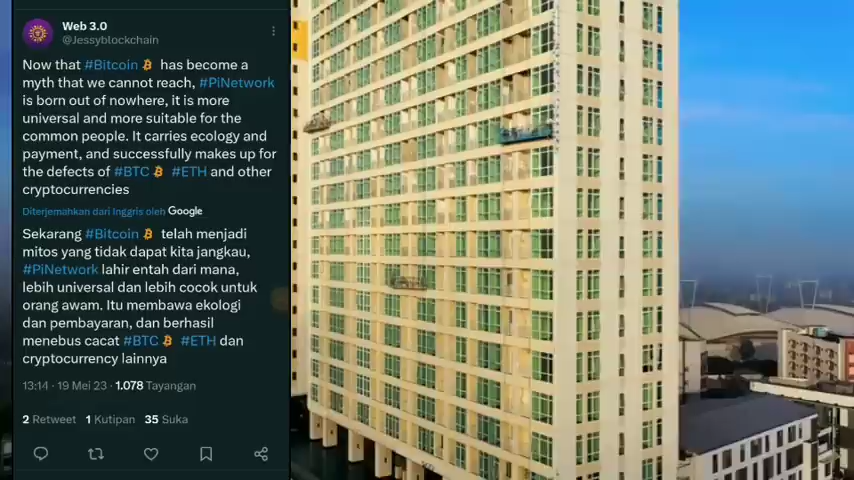 Web 3.0
@Jessyblockchain
Now that #Bitcoin has become a
myth that we cannot reach, #PiNetwork
is born out of nowhere, it is more
universal and more suitable for the
common people. It carries ecology and
payment, and successfully makes up for
the defects of #BTC #ETH and other
cryptocurrencies
Diterjemahkan dari Inggris oleh Google
Sekarang #Bitcoin telah menjadi
mitos yang tidak dapat kita jangkau,
#PiNetwork lahir entah dari mana,
lebih universal dan lebih cocok untuk
orang awam. Itu membawa ekologi
dan pembayaran, dan berhasil
menebus cacat #BTC #ETH dan
cryptocurrency lainnya
13:14 · 19 Mei 23 · 1.078 Tayangan
2 Retweet 1 Kutipan 35 Suka